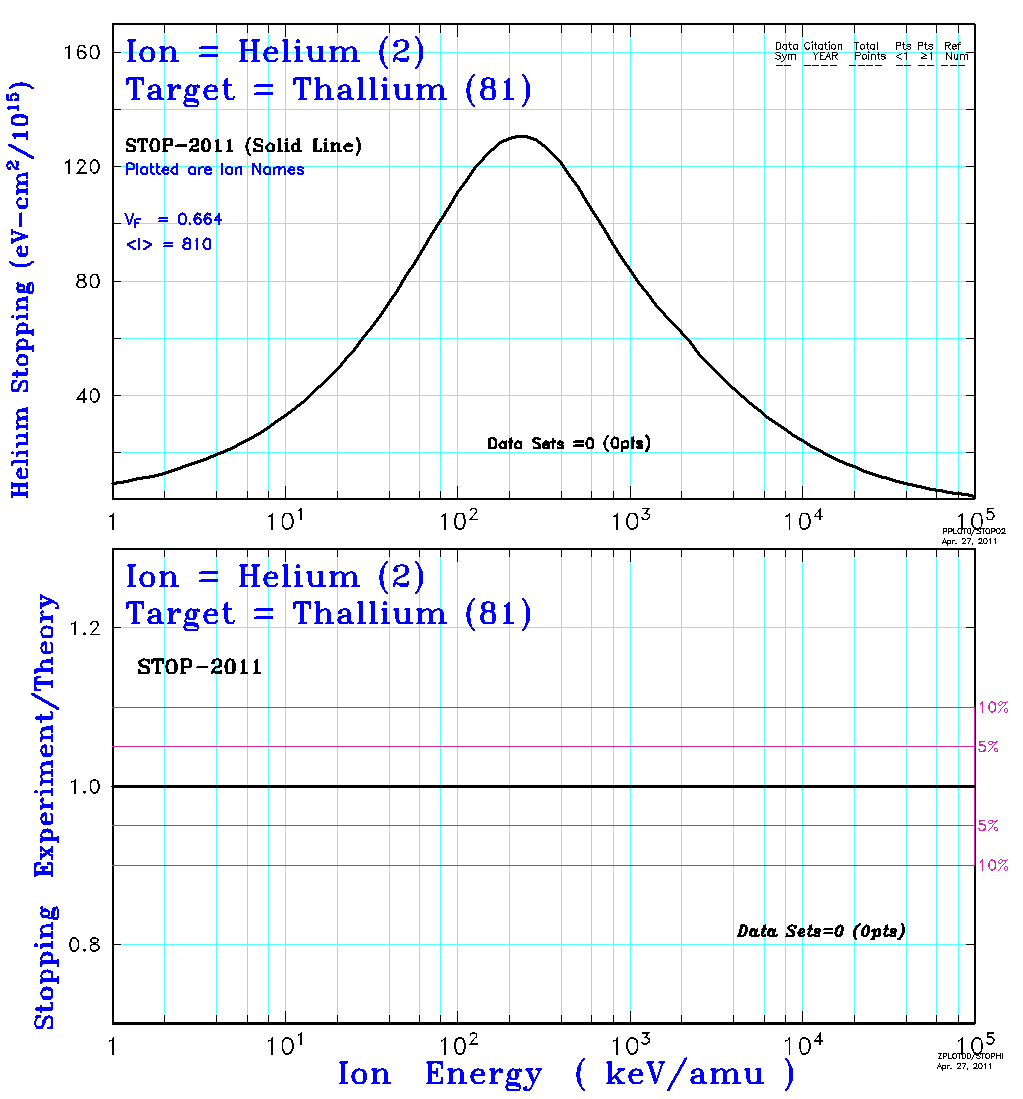 Ion = Helium (2)
Target = Thallium (81)
STOP-2011 (Solid Line)
Plotted are Ion Names
V_F = 0.664
<I> = 810
Data Citation Total Pts Pts Ref
Sym YEAR Points <1 ≥1 Num
Helium Stopping (eV-cm²/10¹⁵)
160
120
80
40
Data Sets =0 (0pts)
1 10¹ 10² 10³ 10⁴ 10⁵
PPLOT0/STOP02
Apr. 27, 2011
Ion = Helium (2)
Target = Thallium (81)
STOP-2011
Stopping Experiment/Theory
1.2
1.0
0.8
10%
5%
5%
10%
Data Sets=0 (0pts)
1 10¹ 10² 10³ 10⁴ 10⁵
Ion Energy ( keV/amu )
Apr. 27, 2011